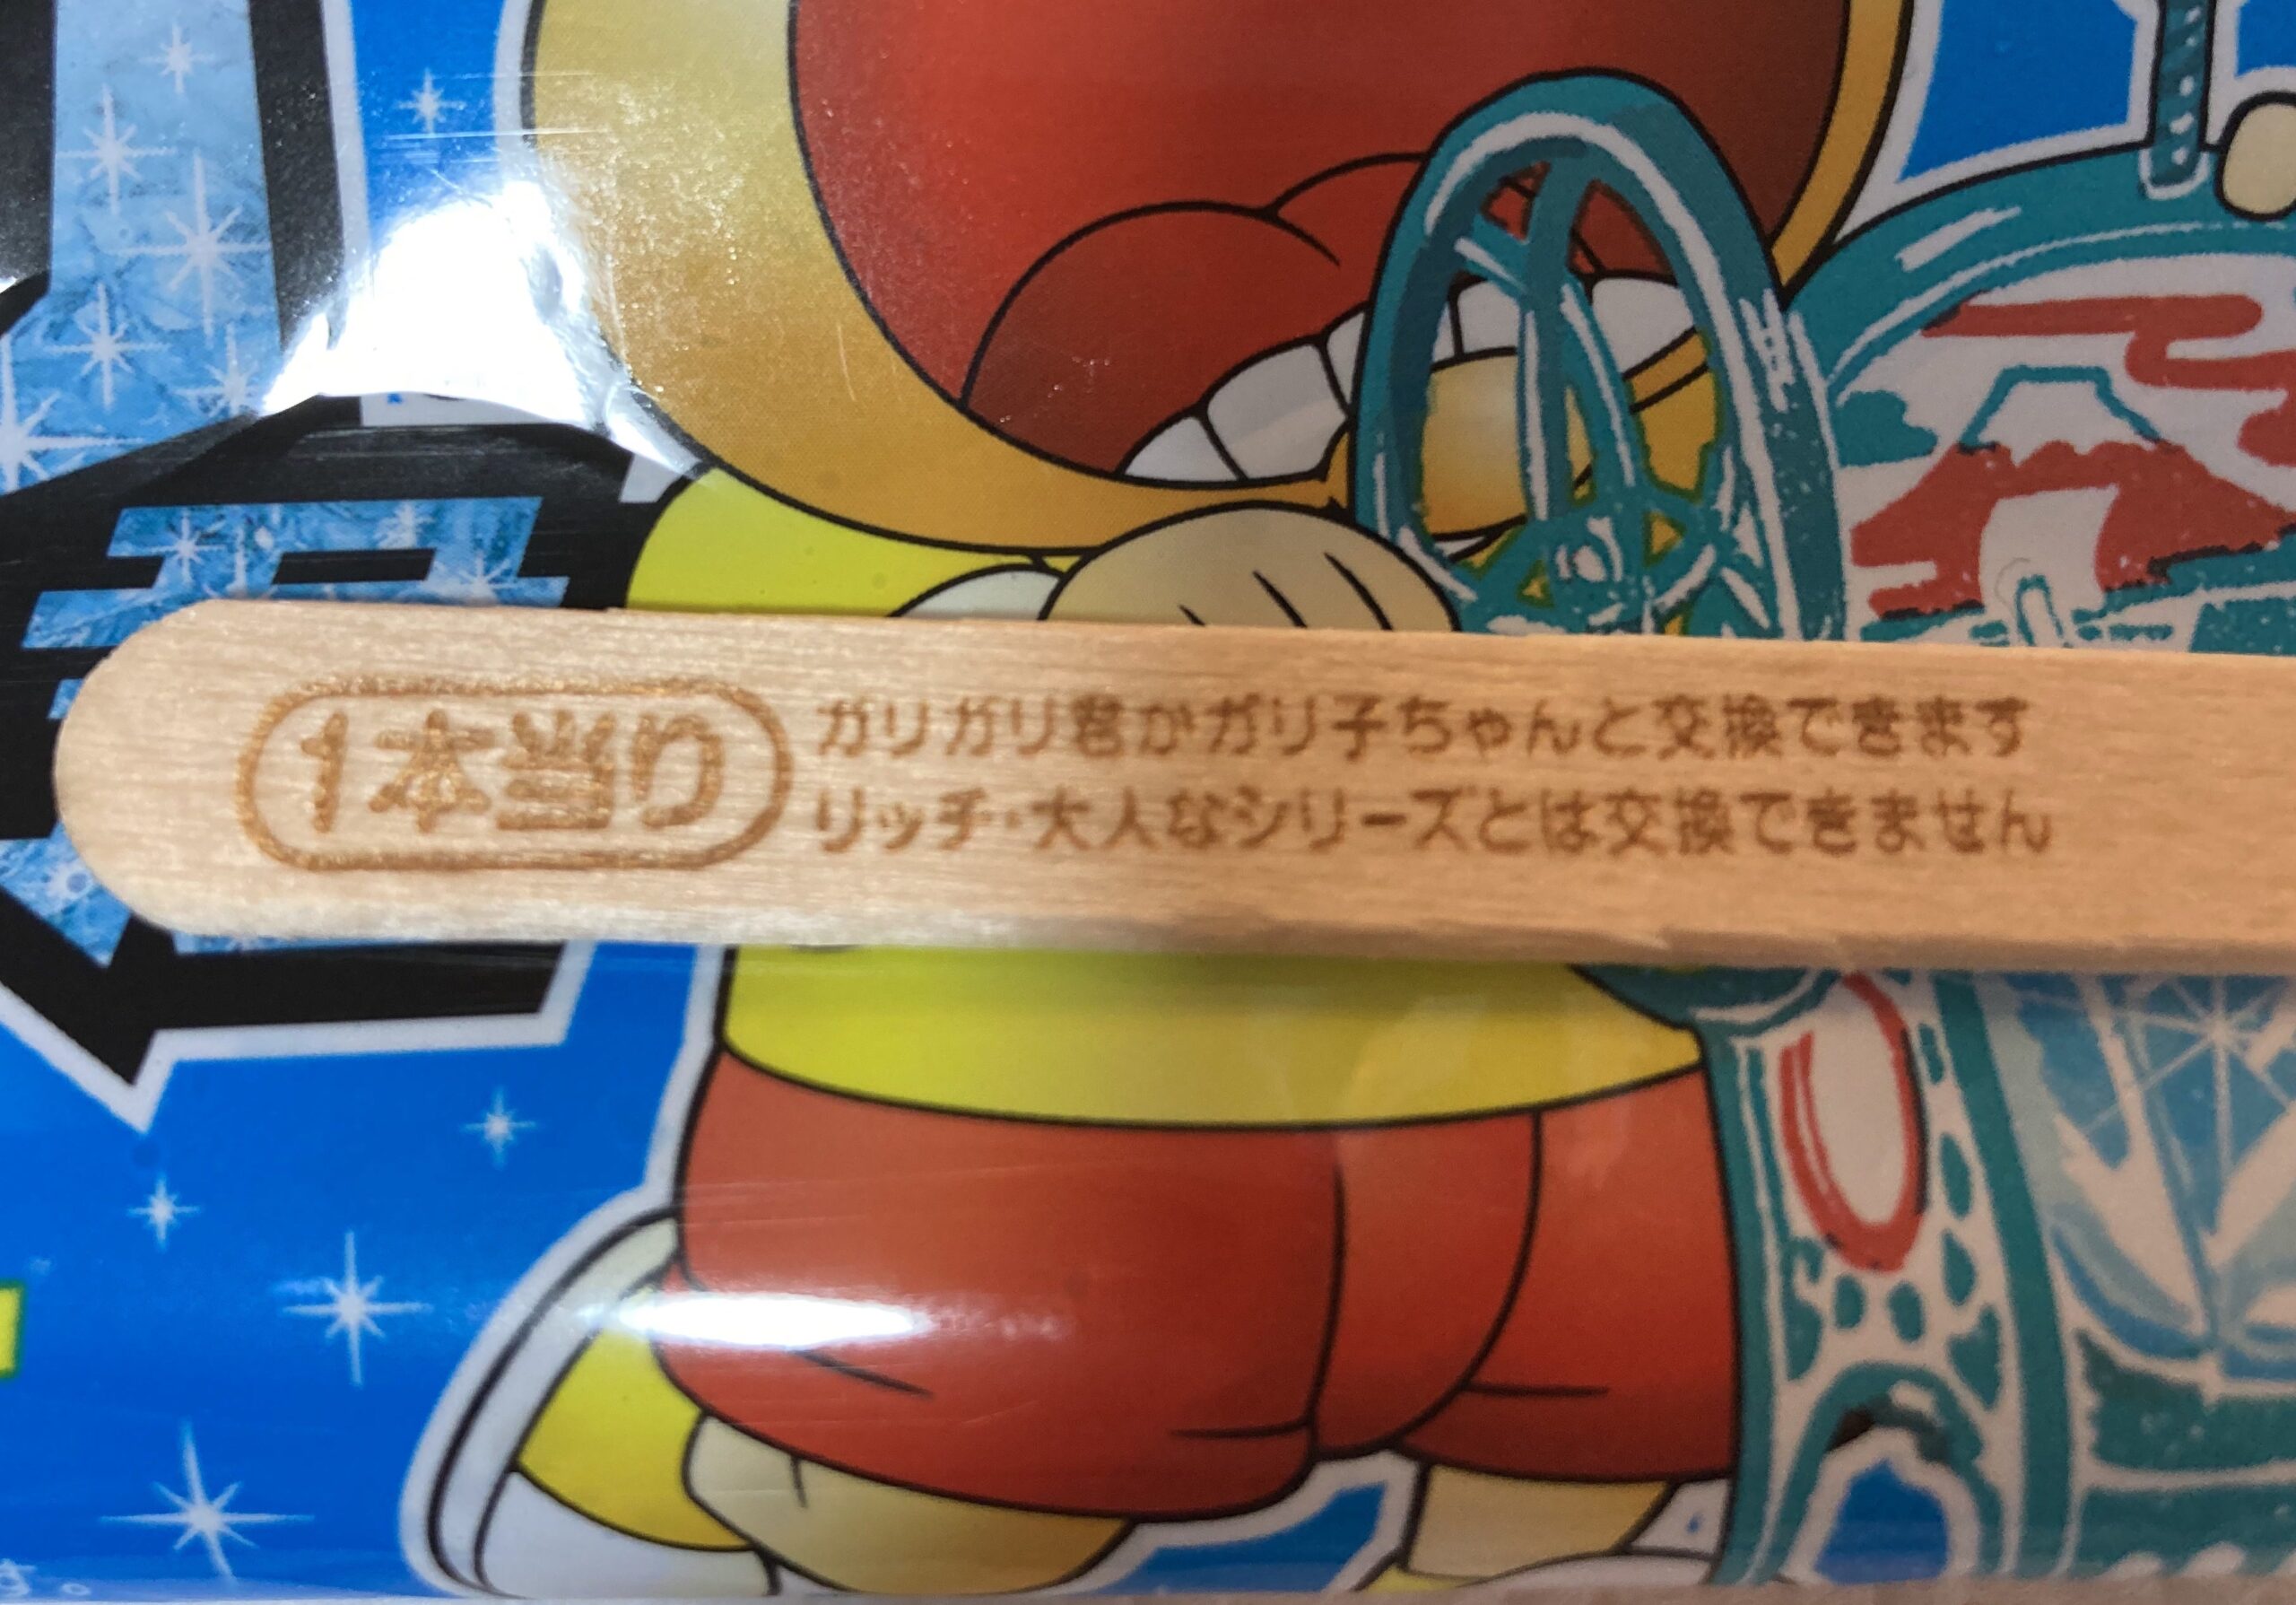 1本当り
ガリガリ君かガリ子ちゃんと交換できます
リッチ・大人なシリーズとは交換できません
す。